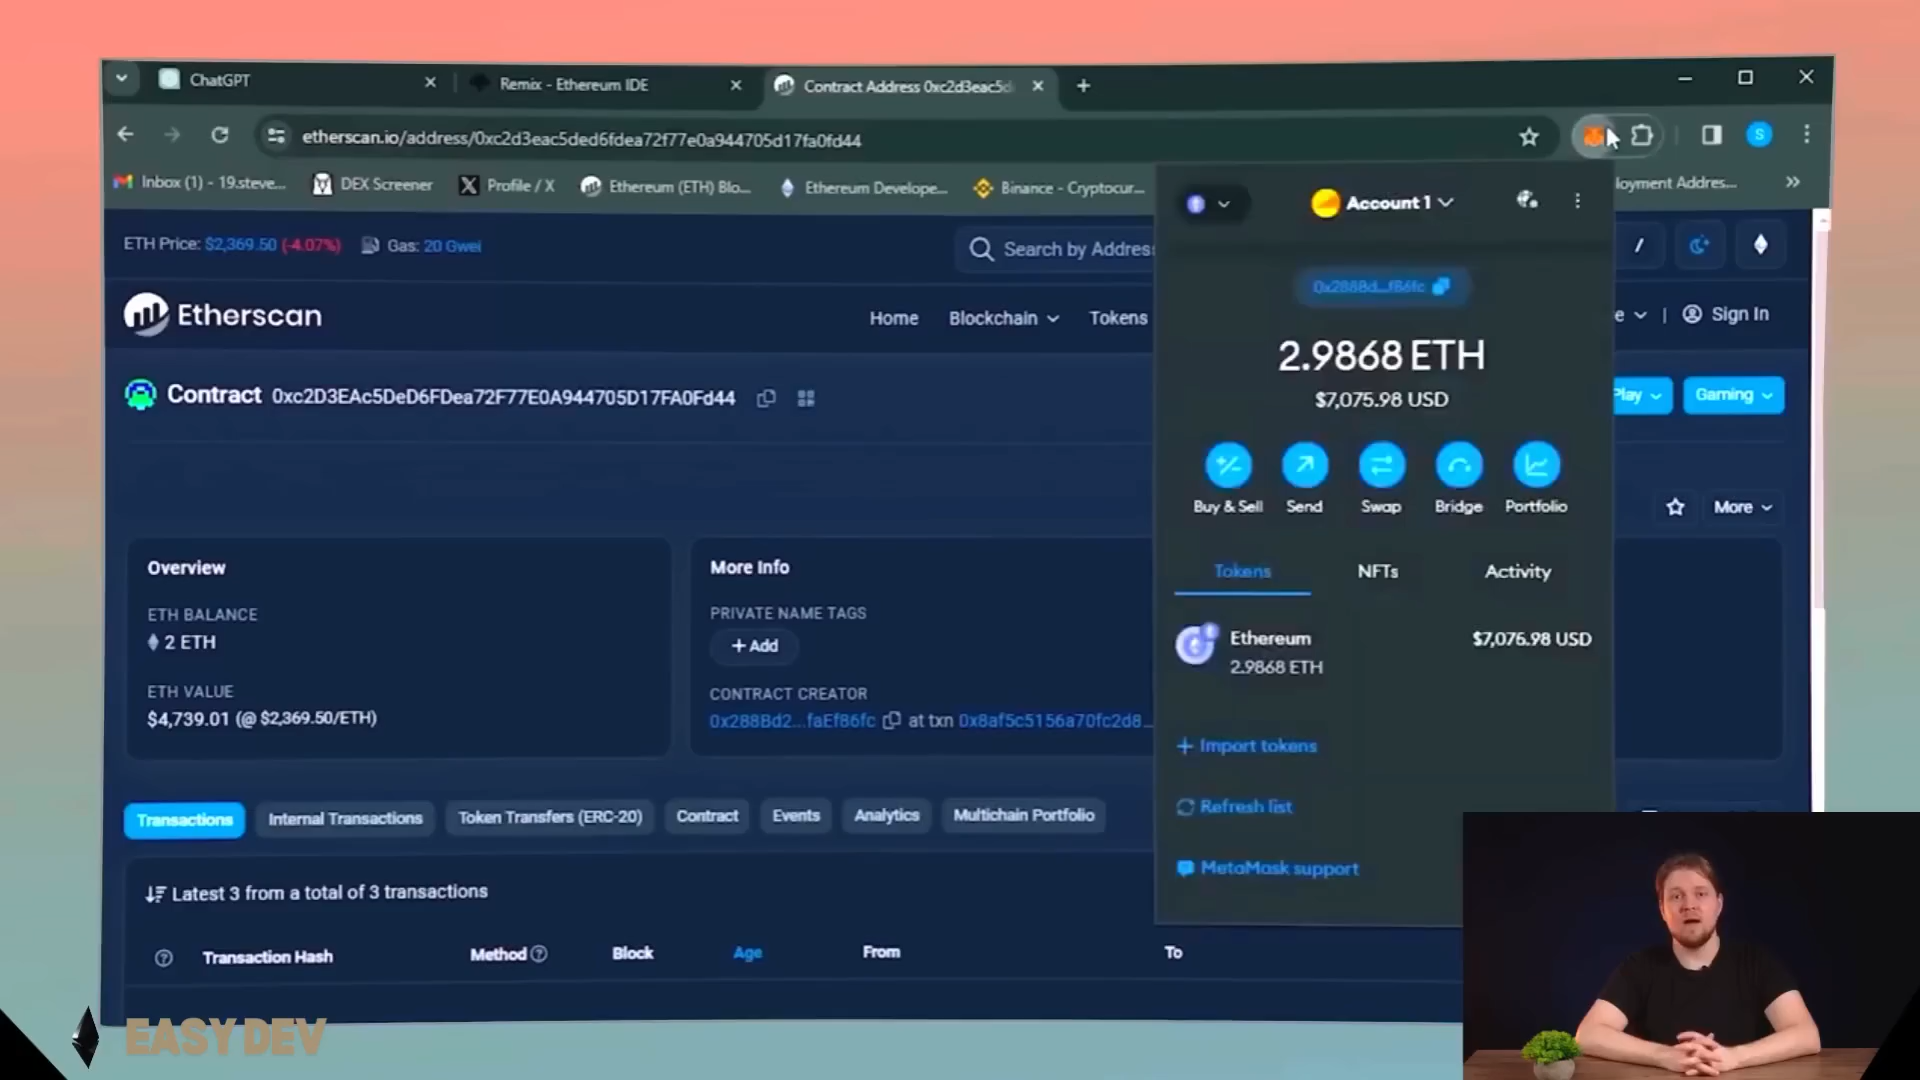 ChatGPT
Remix - Ethereum IDE
Contract Address 0xc2d3eac5d
etherscan.io/address/0xc2d3eac5ded6fdea72f77e0a944705d17fa0fd44
S
Inbox (1) - 19.steve...
DEX Screener
Profile / X
Ethereum (ETH) Blo...
Ethereum Develope...
Binance - Cryptocur...
loyment Addres...
ETH Price: $2,369.50 (-4.07%)
Gas: 20 Gwei
Search by Address
/
Etherscan
Home
Blockchain
Tokens
e
|
Sign In
Contract 0xc2D3EAc5DeD6FDea72F77E0A944705D17FA0Fd44
Play
Gaming
More
Overview
ETH BALANCE
2 ETH
ETH VALUE
$4,739.01 (@ $2,369.50/ETH)
More Info
PRIVATE NAME TAGS
+ Add
CONTRACT CREATOR
0x288Bd2...faEf86fc at txn 0x8af5c5156a70fc2d8...
Account 1
0x2888d...f86fc
2.9868 ETH
$7,075.98 USD
Buy & Sell
Send
Swap
Bridge
Portfolio
Tokens
NFTs
Activity
Ethereum
$7,076.98 USD
2.9868 ETH
+ Import tokens
Refresh list
MetaMask support
Transactions
Internal Transactions
Token Transfers (ERC-20)
Contract
Events
Analytics
Multichain Portfolio
Latest 3 from a total of 3 transactions
Transaction Hash
Method
Block
Age
From
To
EASY DEV